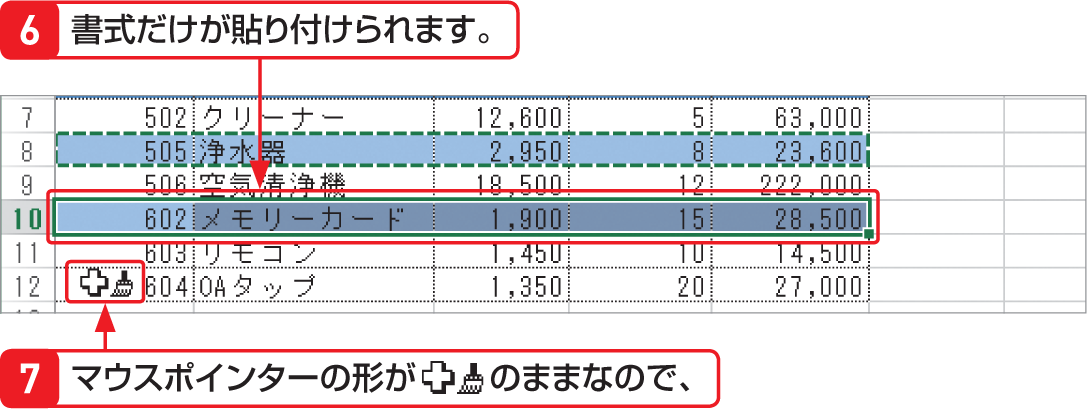 6 書式だけが貼り付けられます。
7 502 クリーナー 12,600 5 63,000
8 505 浄水器 2,950 8 23,600
9 506 空気清浄機 18,500 12 222,000
10 602 メモリーカード 1,900 15 28,500
11 603 リモコン 1,450 10 14,500
12 604 OAタップ 1,350 20 27,000
7 マウスポインターの形が のままなので、